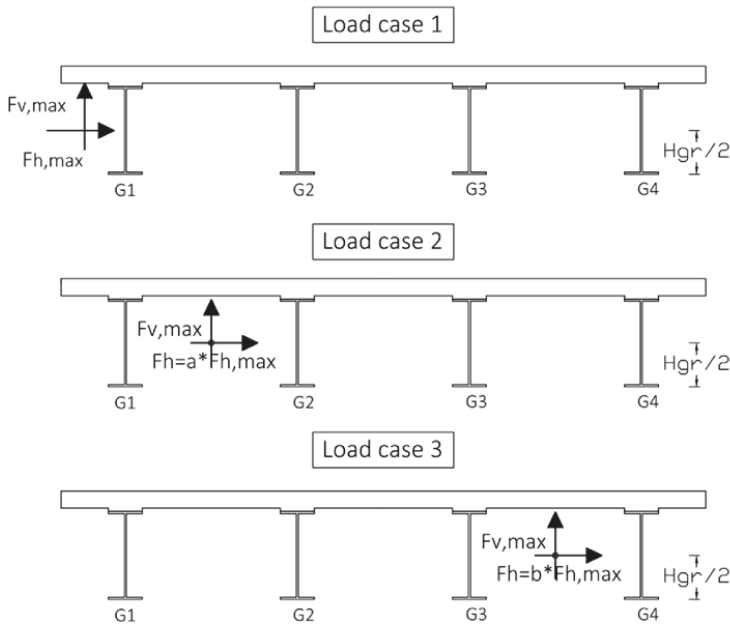 Load case 1
Fv,max
Fh,max
Hgr/2
G1 G2 G3 G4
Load case 2
Fv,max
Fh=a*Fh,max
Hgr/2
G1 G2 G3 G4
Load case 3
Fv,max
Fh=b*Fh,max
Hgr/2
G1 G2 G3 G4